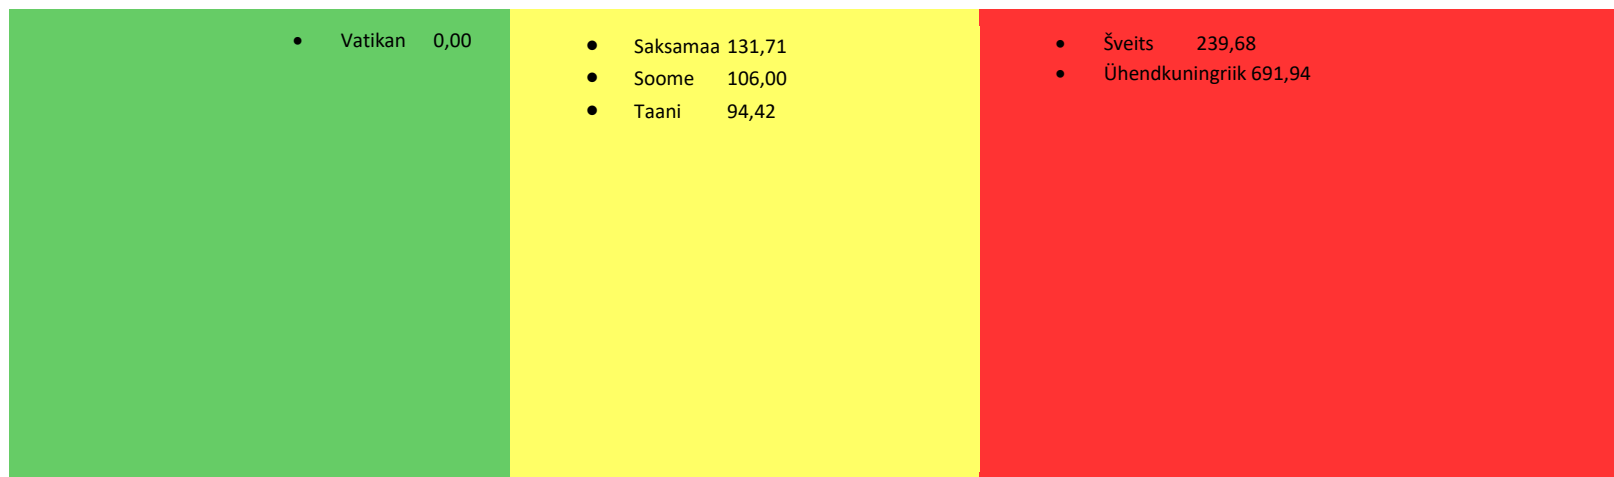 • Vatikan 0,00
• Saksamaa 131,71
• Soome 106,00
• Taani 94,42
• Šveits 239,68
• Ühendkuningriik 691,94